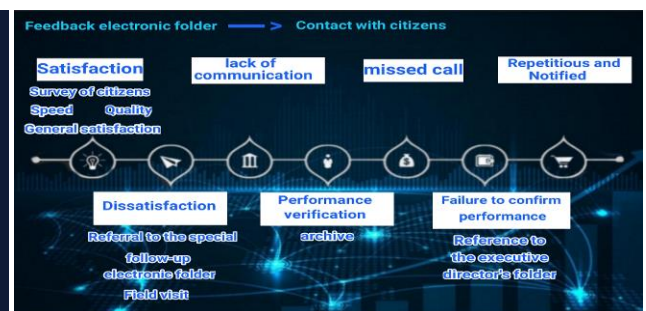 Feedback electronic folder
Contact with citizens
Satisfaction
Survey of citizens
Speed Quality
General satisfaction
lack of
communication
missed call
Repetitious and
Notified
Dissatisfaction
Referral to the special
follow-up
electronic folder
Field visit
Performance
verification
archive
Failure to confirm
performance
Reference to
the executive
director's folder